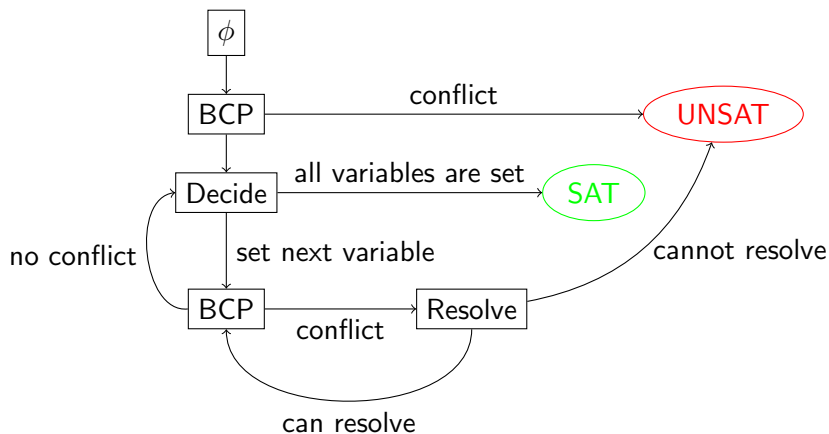 ϕ
conflict
BCP
UNSAT
all variables are set
Decide
SAT
no conflict
set next variable
cannot resolve
BCP
Resolve
conflict
can resolve